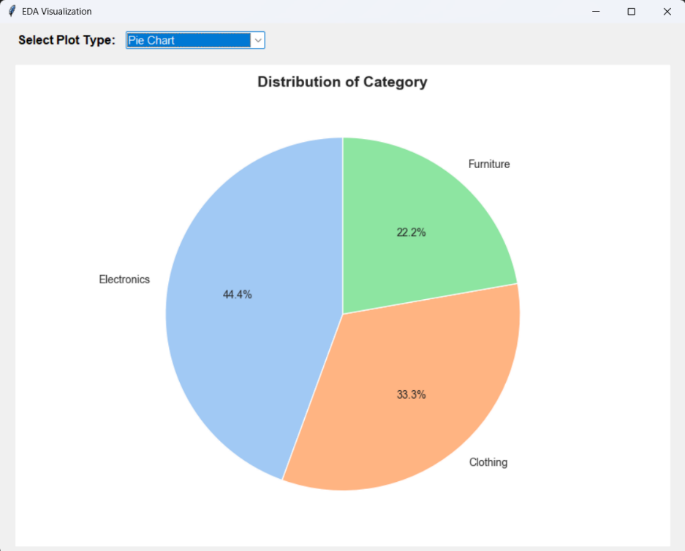 EDA Visualization
Select Plot Type: Pie Chart
Distribution of Category
Furniture
22.2%
Electronics
44.4%
33.3%
Clothing